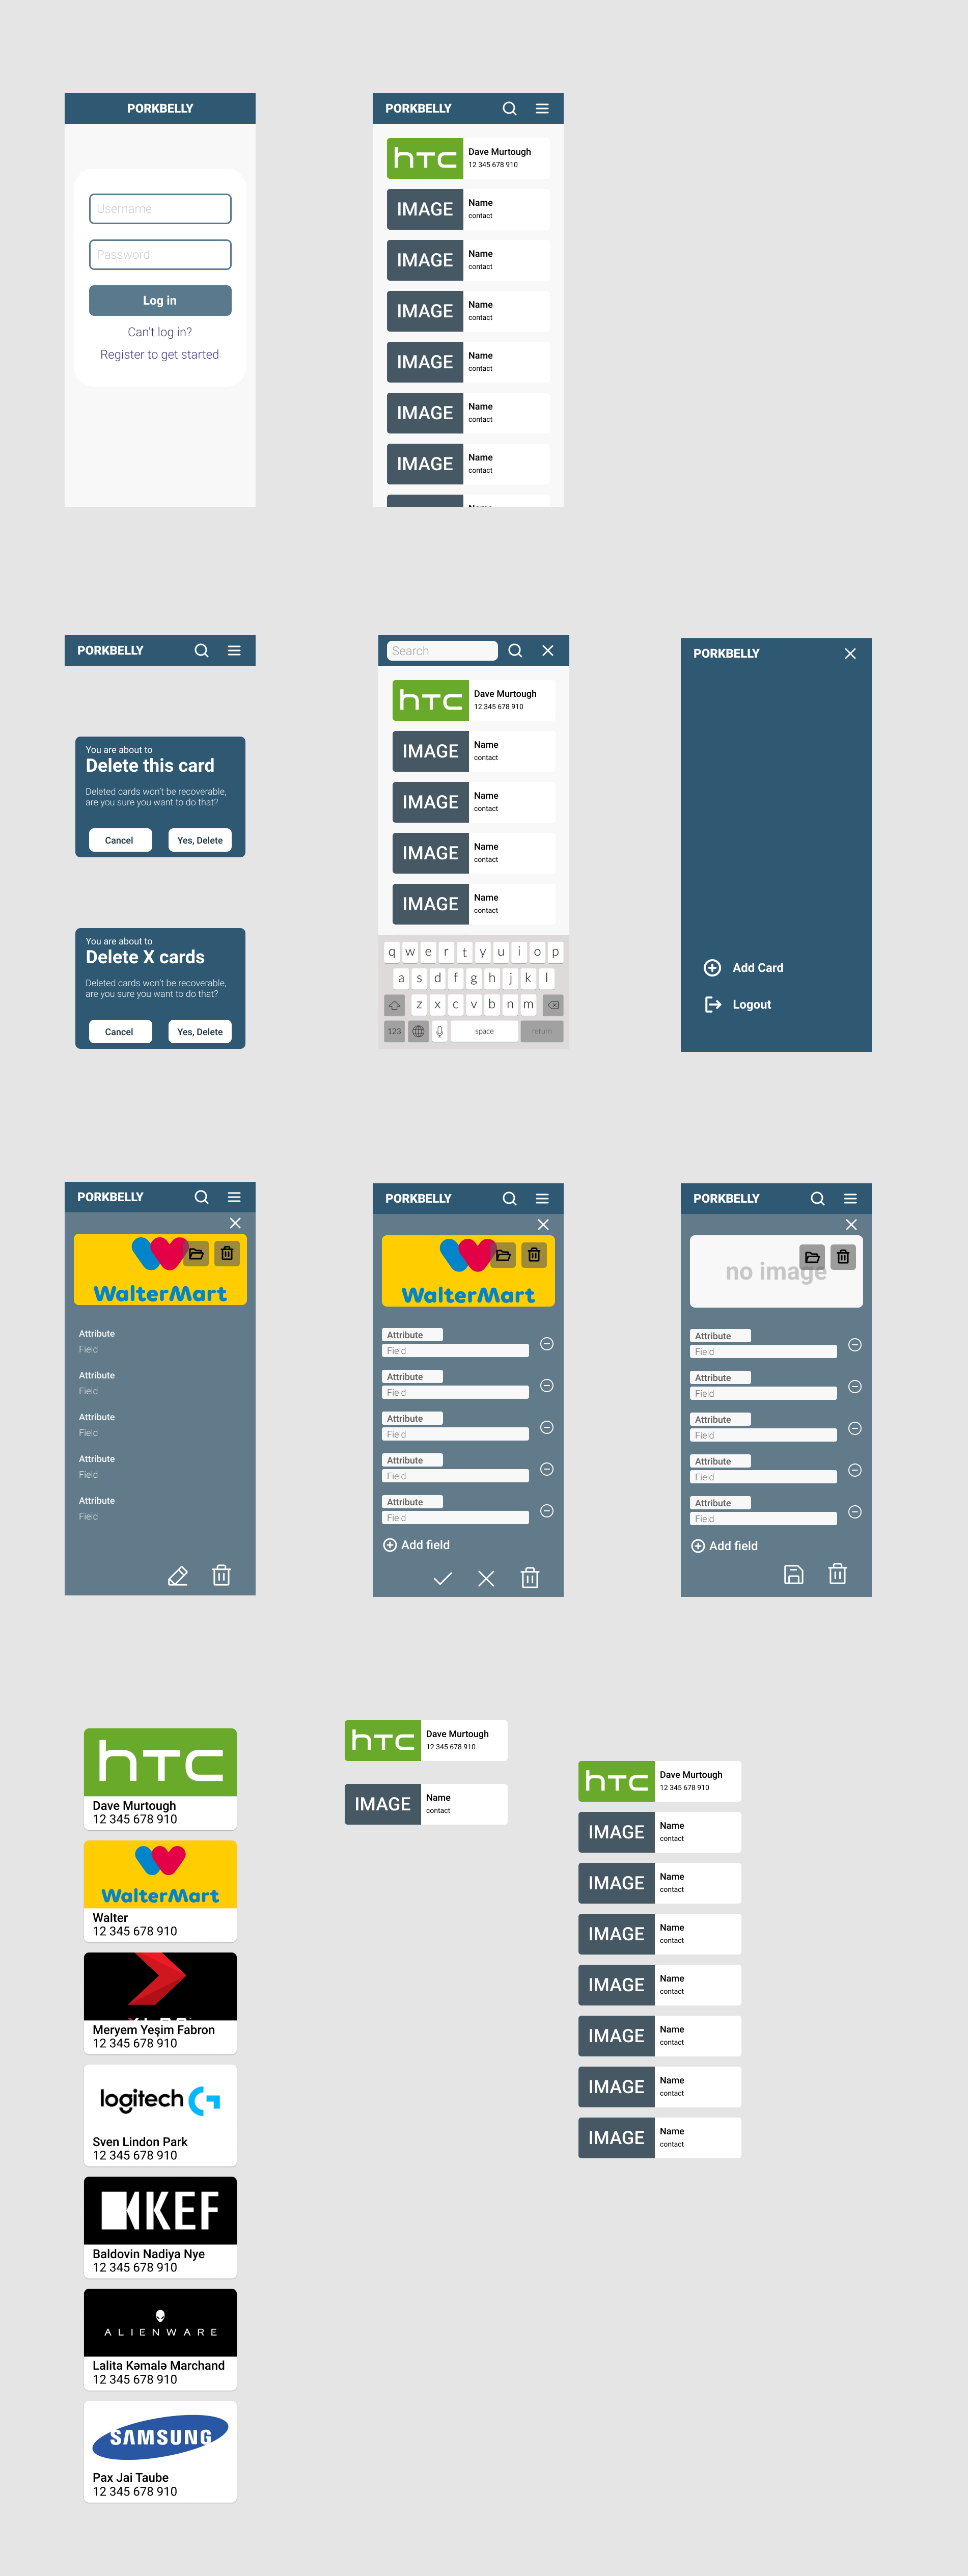 PORKBELLY
Username
Password
Log in
Can't log in?
Register to get started
PORKBELLY
hTC
Dave Murtough
12 345 678 910
IMAGE
Name
contact
IMAGE
Name
contact
IMAGE
Name
contact
IMAGE
Name
contact
IMAGE
Name
contact
IMAGE
Name
contact
PORKBELLY
You are about to
Delete this card
Deleted cards won't be recoverable,
are you sure you want to do that?
Cancel
Yes, Delete
You are about to
Delete X cards
Deleted cards won't be recoverable,
are you sure you want to do that?
Cancel
Yes, Delete
Search
hTC
Dave Murtough
12 345 678 910
IMAGE
Name
contact
IMAGE
Name
contact
IMAGE
Name
contact
IMAGE
Name
contact
q w e r t y u i o p
a s d f g h j k l
z x c v b n m
123
space
return
PORKBELLY
Add Card
Logout
PORKBELLY
WalterMart
Attribute
Field
Attribute
Field
Attribute
Field
Attribute
Field
Attribute
Field
PORKBELLY
WalterMart
Attribute
Field
Attribute
Field
Attribute
Field
Attribute
Field
Attribute
Field
Add field
PORKBELLY
no image
Attribute
Field
Attribute
Field
Attribute
Field
Attribute
Field
Attribute
Field
Add field
hTC
Dave Murtough
12 345 678 910
WalterMart
Walter
12 345 678 910
Meryem Yeşim Fabron
12 345 678 910
logitech G
Sven Lindon Park
12 345 678 910
KEF
Baldovin Nadiya Nye
12 345 678 910
ALIENWARE
Lalita Kəmalə Marchand
12 345 678 910
SAMSUNG
Pax Jai Taube
12 345 678 910
hTC
Dave Murtough
12 345 678 910
IMAGE
Name
contact
hTC
Dave Murtough
12 345 678 910
IMAGE
Name
contact
IMAGE
Name
contact
IMAGE
Name
contact
IMAGE
Name
contact
IMAGE
Name
contact
IMAGE
Name
contact
IMAGE
Name
contact